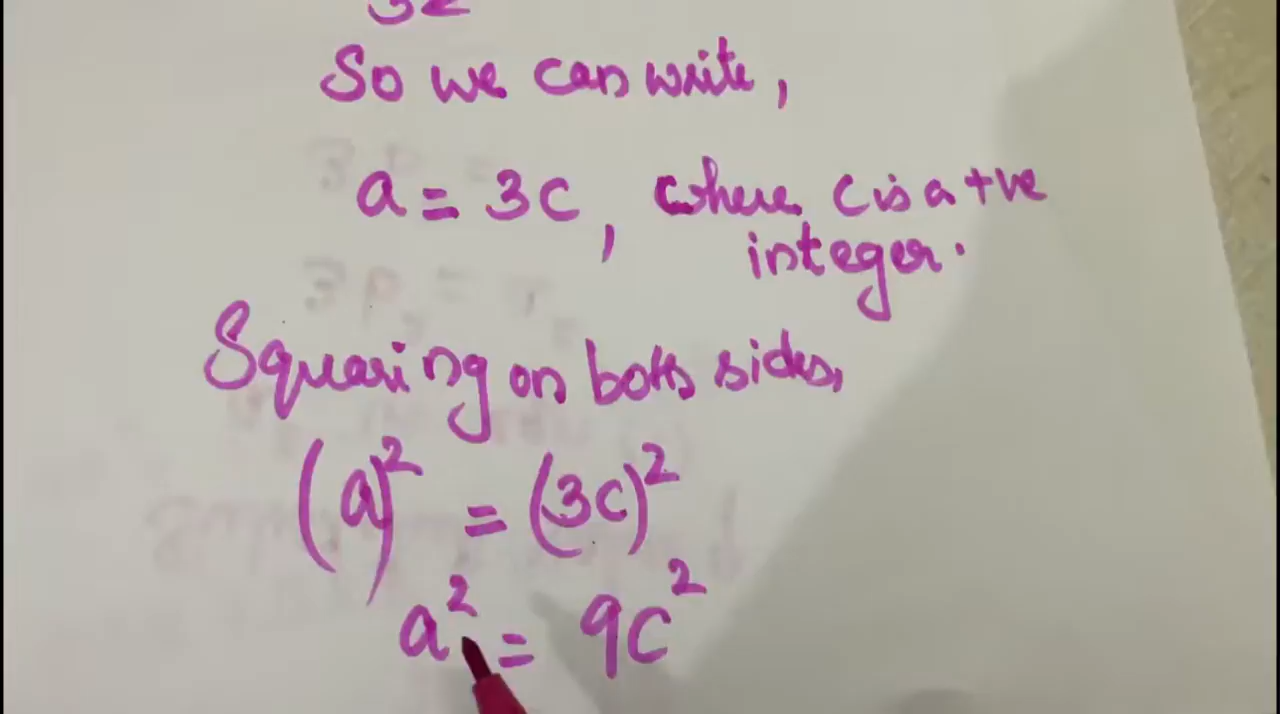 So we can write,
a = 3c, where c is a +ve
integer.
Squaring on both sides,
(a)² = (3c)²
a² = 9c²